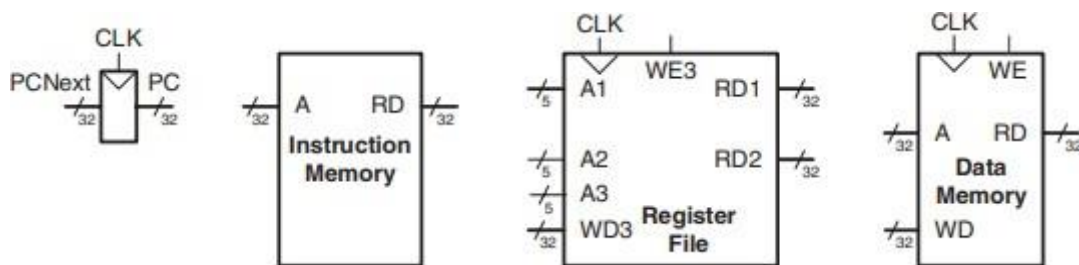 CLK
PCNext PC
32 32
A RD
32 32
Instruction
Memory
CLK
WE3
A1 RD1
5 32
A2 RD2
5 32
A3
5
WD3 Register
32 File
CLK
WE
A RD
32 32
Data
Memory
WD
32